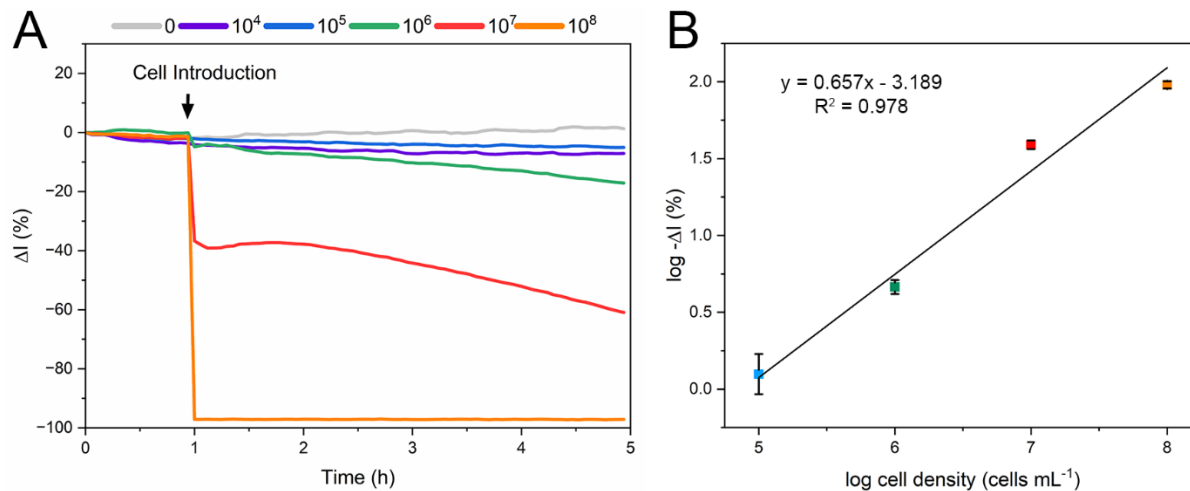 A
0 10⁴ 10⁵ 10⁶ 10⁷ 10⁸
Cell Introduction
20
0
−20
−40
−60
−80
−100
ΔI (%)
0 1 2 3 4 5
Time (h)
B
y = 0.657x - 3.189
R² = 0.978
2.0
1.5
1.0
0.5
0.0
log -ΔI (%)
5 6 7 8
log cell density (cells mL⁻¹)